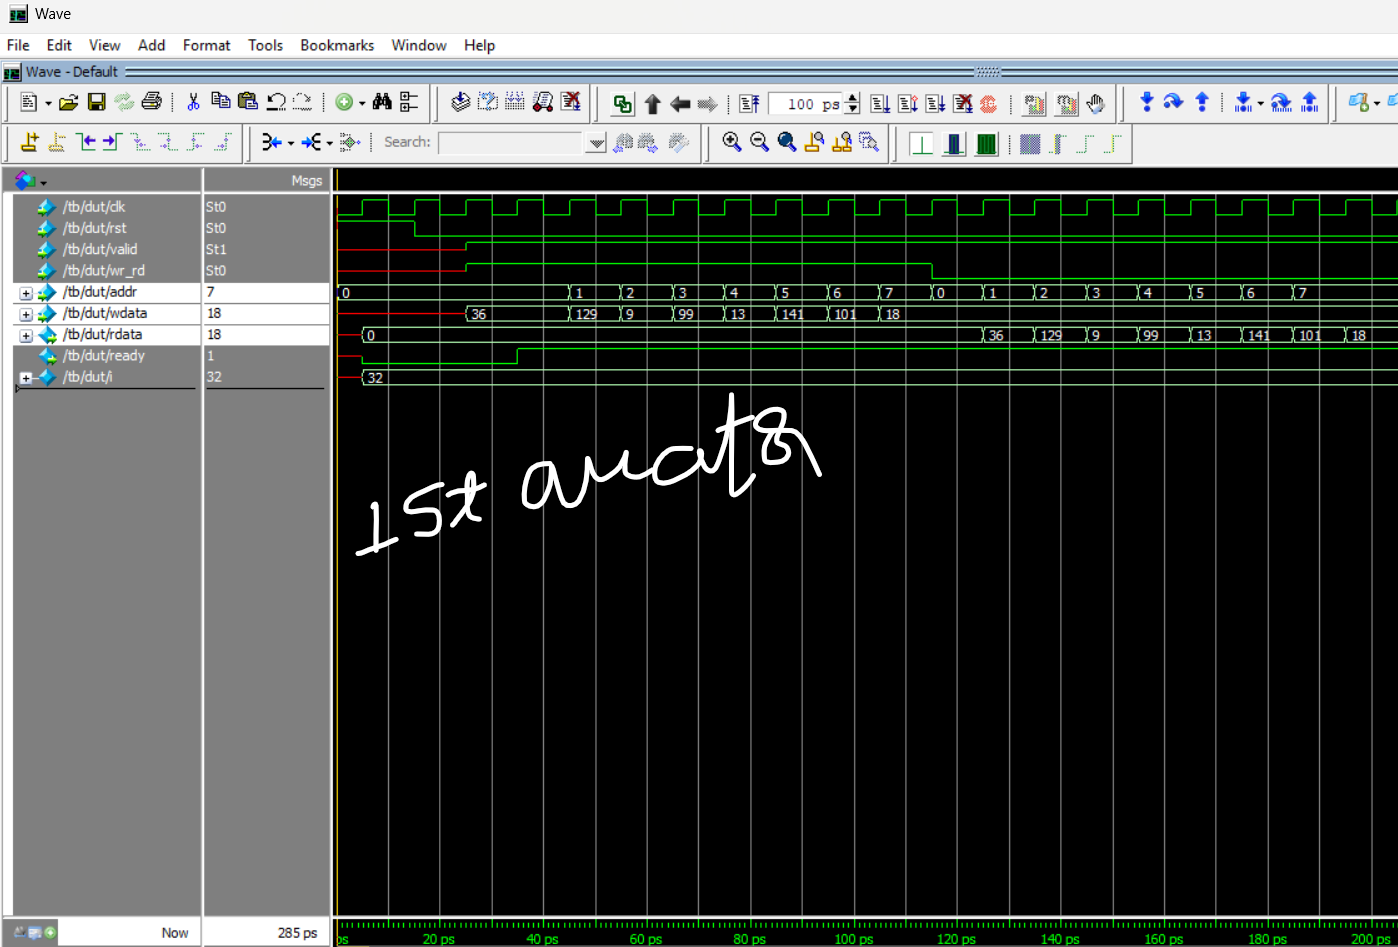 Wave
File Edit View Add Format Tools Bookmarks Window Help
Wave - Default
100 ps
Search:
Msgs
/tb/dut/clk St0
/tb/dut/rst St0
/tb/dut/valid St1
/tb/dut/wr_rd St0
/tb/dut/addr 7 0 1 2 3 4 5 6 7 0 1 2 3 4 5 6 7
/tb/dut/wdata 18 36 129 9 99 13 141 101 18
/tb/dut/rdata 18 0 36 129 9 99 13 141 101 18
/tb/dut/ready 1
/tb/dut/i 32 32
1st
Now 285 ps ps 20 ps 40 ps 60 ps 80 ps 100 ps 120 ps 140 ps 160 ps 180 ps 200 ps